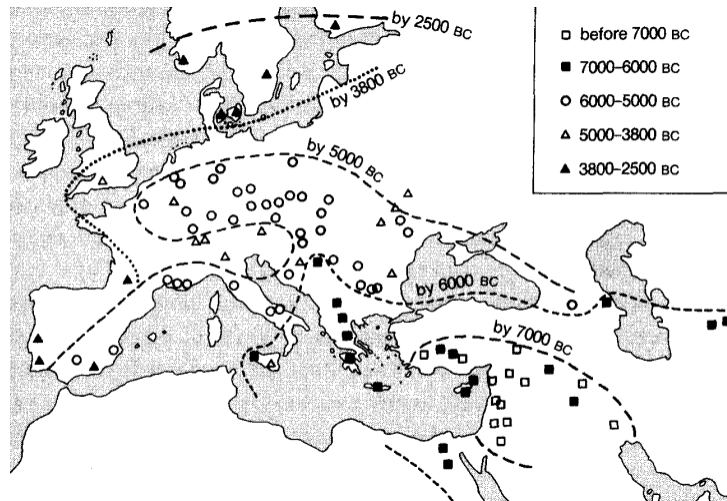 by 2500 BC
by 3800 BC
by 5000 BC
by 6000 BC
by 7000 BC
before 7000 BC
7000–6000 BC
6000–5000 BC
5000–3800 BC
3800–2500 BC